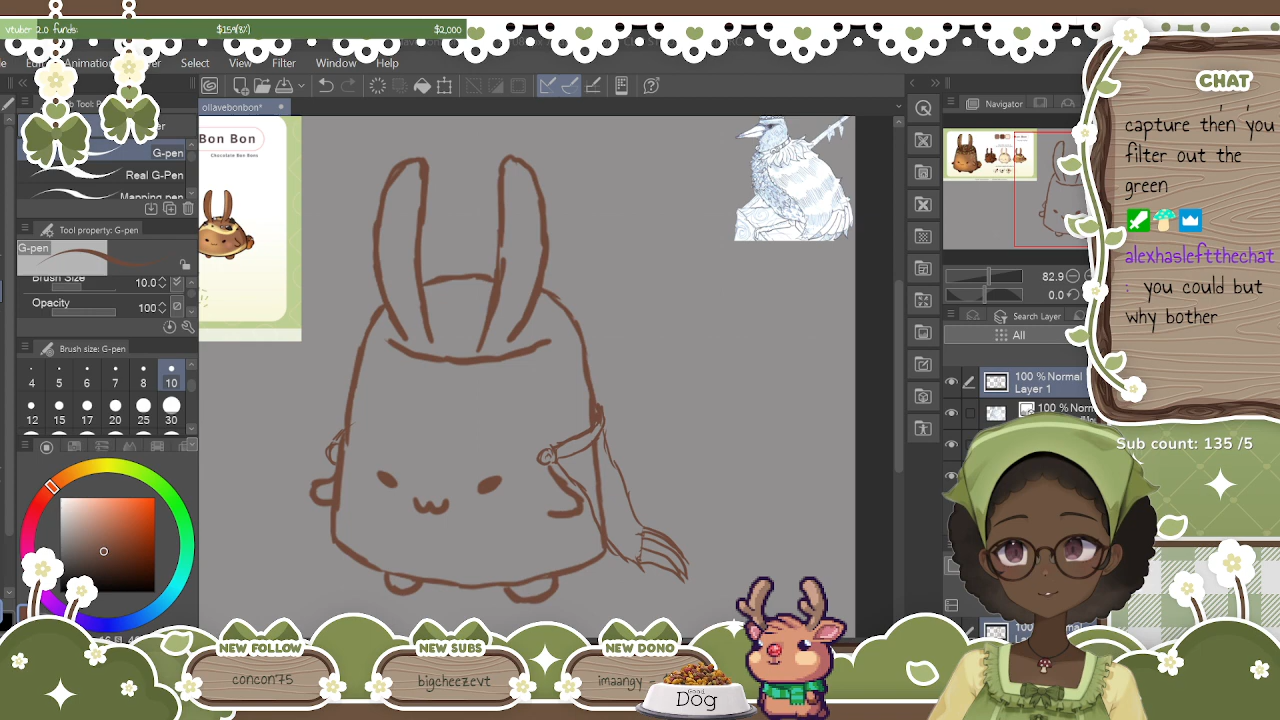 vtuber 2.0 funds:
$159(8%)
$2,000
Select
View
Filter
Window
Help
ollavebonbon*
G-pen
Real G-Pen
Mapping pen
Tool property: G-pen
G-pen
Brush Size
10.0
Opacity
100
Brush size: G-pen
4
5
6
7
8
10
12
15
17
20
25
30
Bon Bon
Chocolate Bon Bons
Navigator
82.9
0.0
Search Layer
All
100 % Normal
Layer 1
CHAT
capture then you
filter out the
green
alexhasleftthechat
: you could but
why bother
Sub count: 135 /5
NEW FOLLOW
concon75
NEW SUBS
bigcheezevt
NEW DONO
imaangy -
Good
DOG